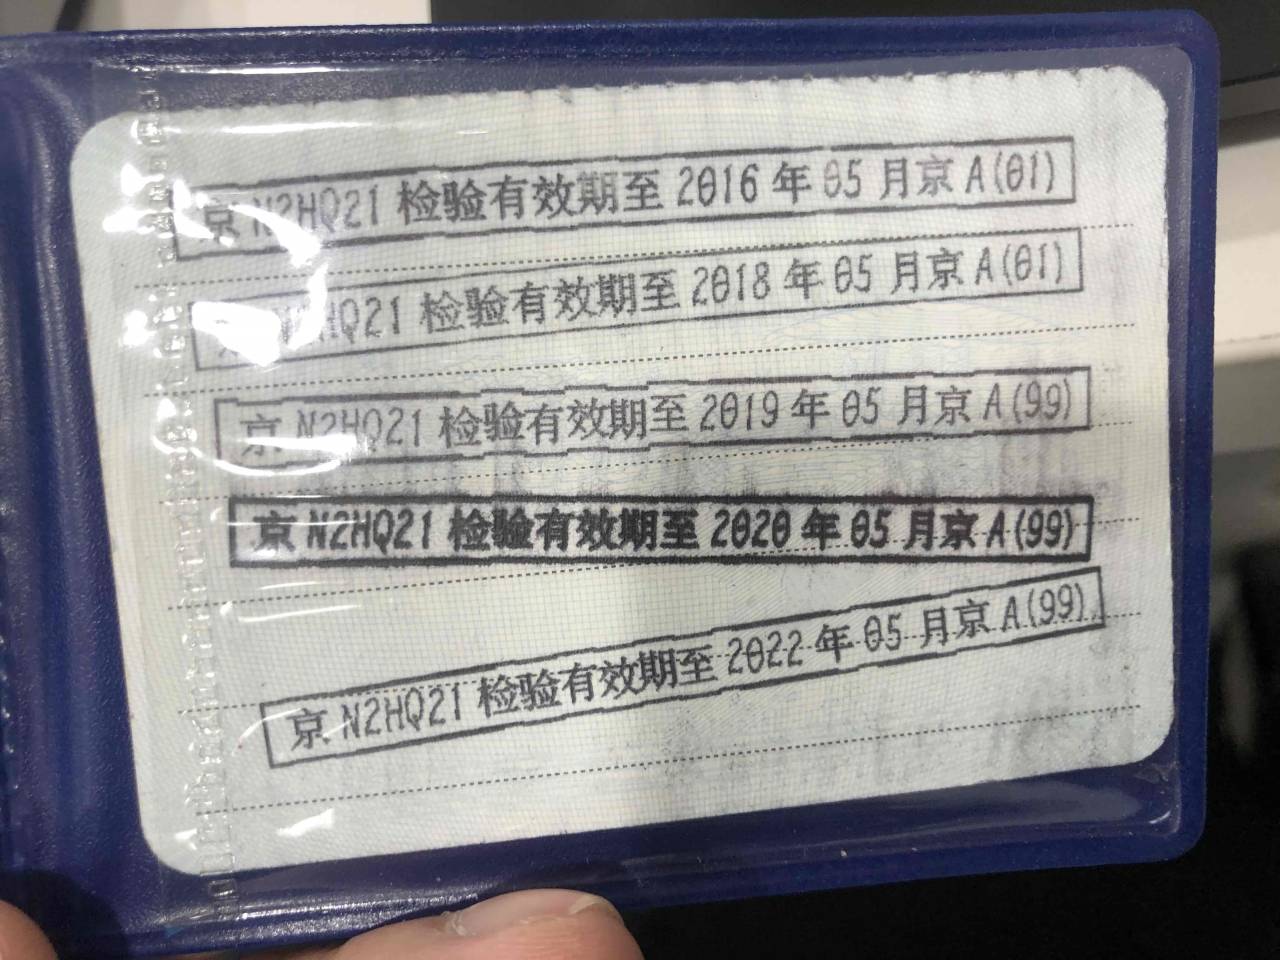 京 N2HQ21 检验有效期至 2016 年 05 月京 A(01)
N2HQ21 检验有效期至 2018 年 05 月京 A(01)
京 N2HQ21 检验有效期至 2019 年 05 月京 A(99)
京 N2HQ21 检验有效期至 2020 年 05 月京 A(99)
京 N2HQ21 检验有效期至 2022 年 05 月京 A(99)